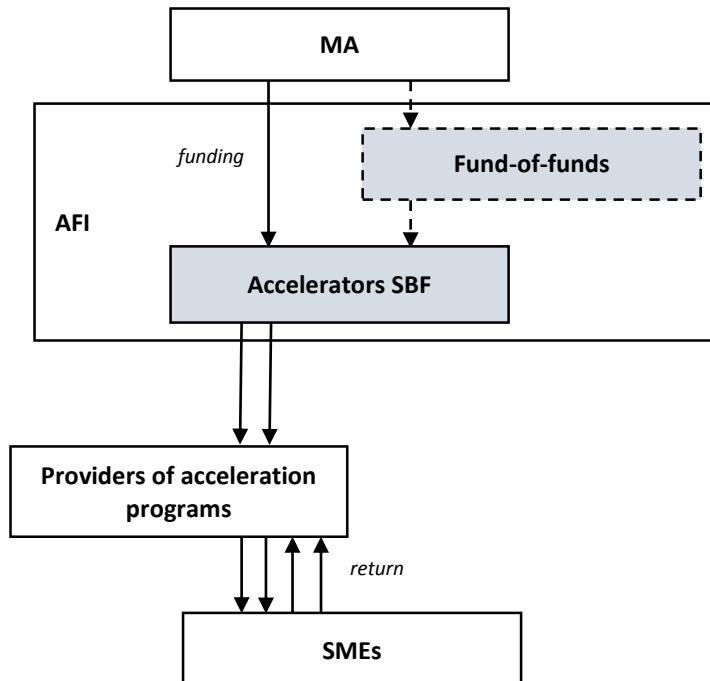 MA
funding
Fund-of-funds
AFI
Accelerators SBF
Providers of acceleration
programs
return
SMEs